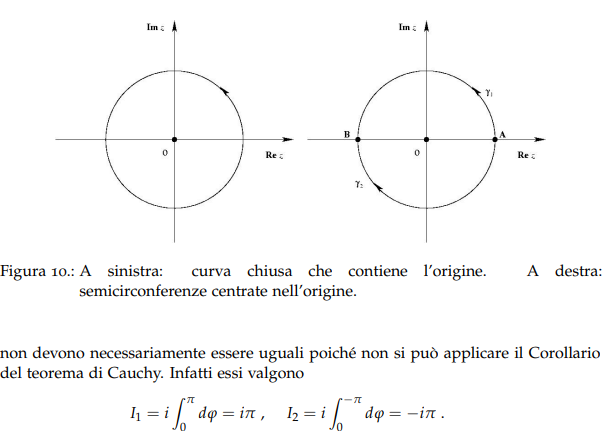 Im z
Im z
γ₁
B
A
0
0
Re z
Re z
γ₂
Figura 10.: A sinistra: curva chiusa che contiene l'origine. A destra:
semicirconferenze centrate nell'origine.
non devono necessariamente essere uguali poiché non si può applicare il Corollario
del teorema di Cauchy. Infatti essi valgono
I₁ = i ∫₀^π dφ = iπ , I₂ = i ∫₀^{−π} dφ = −iπ .